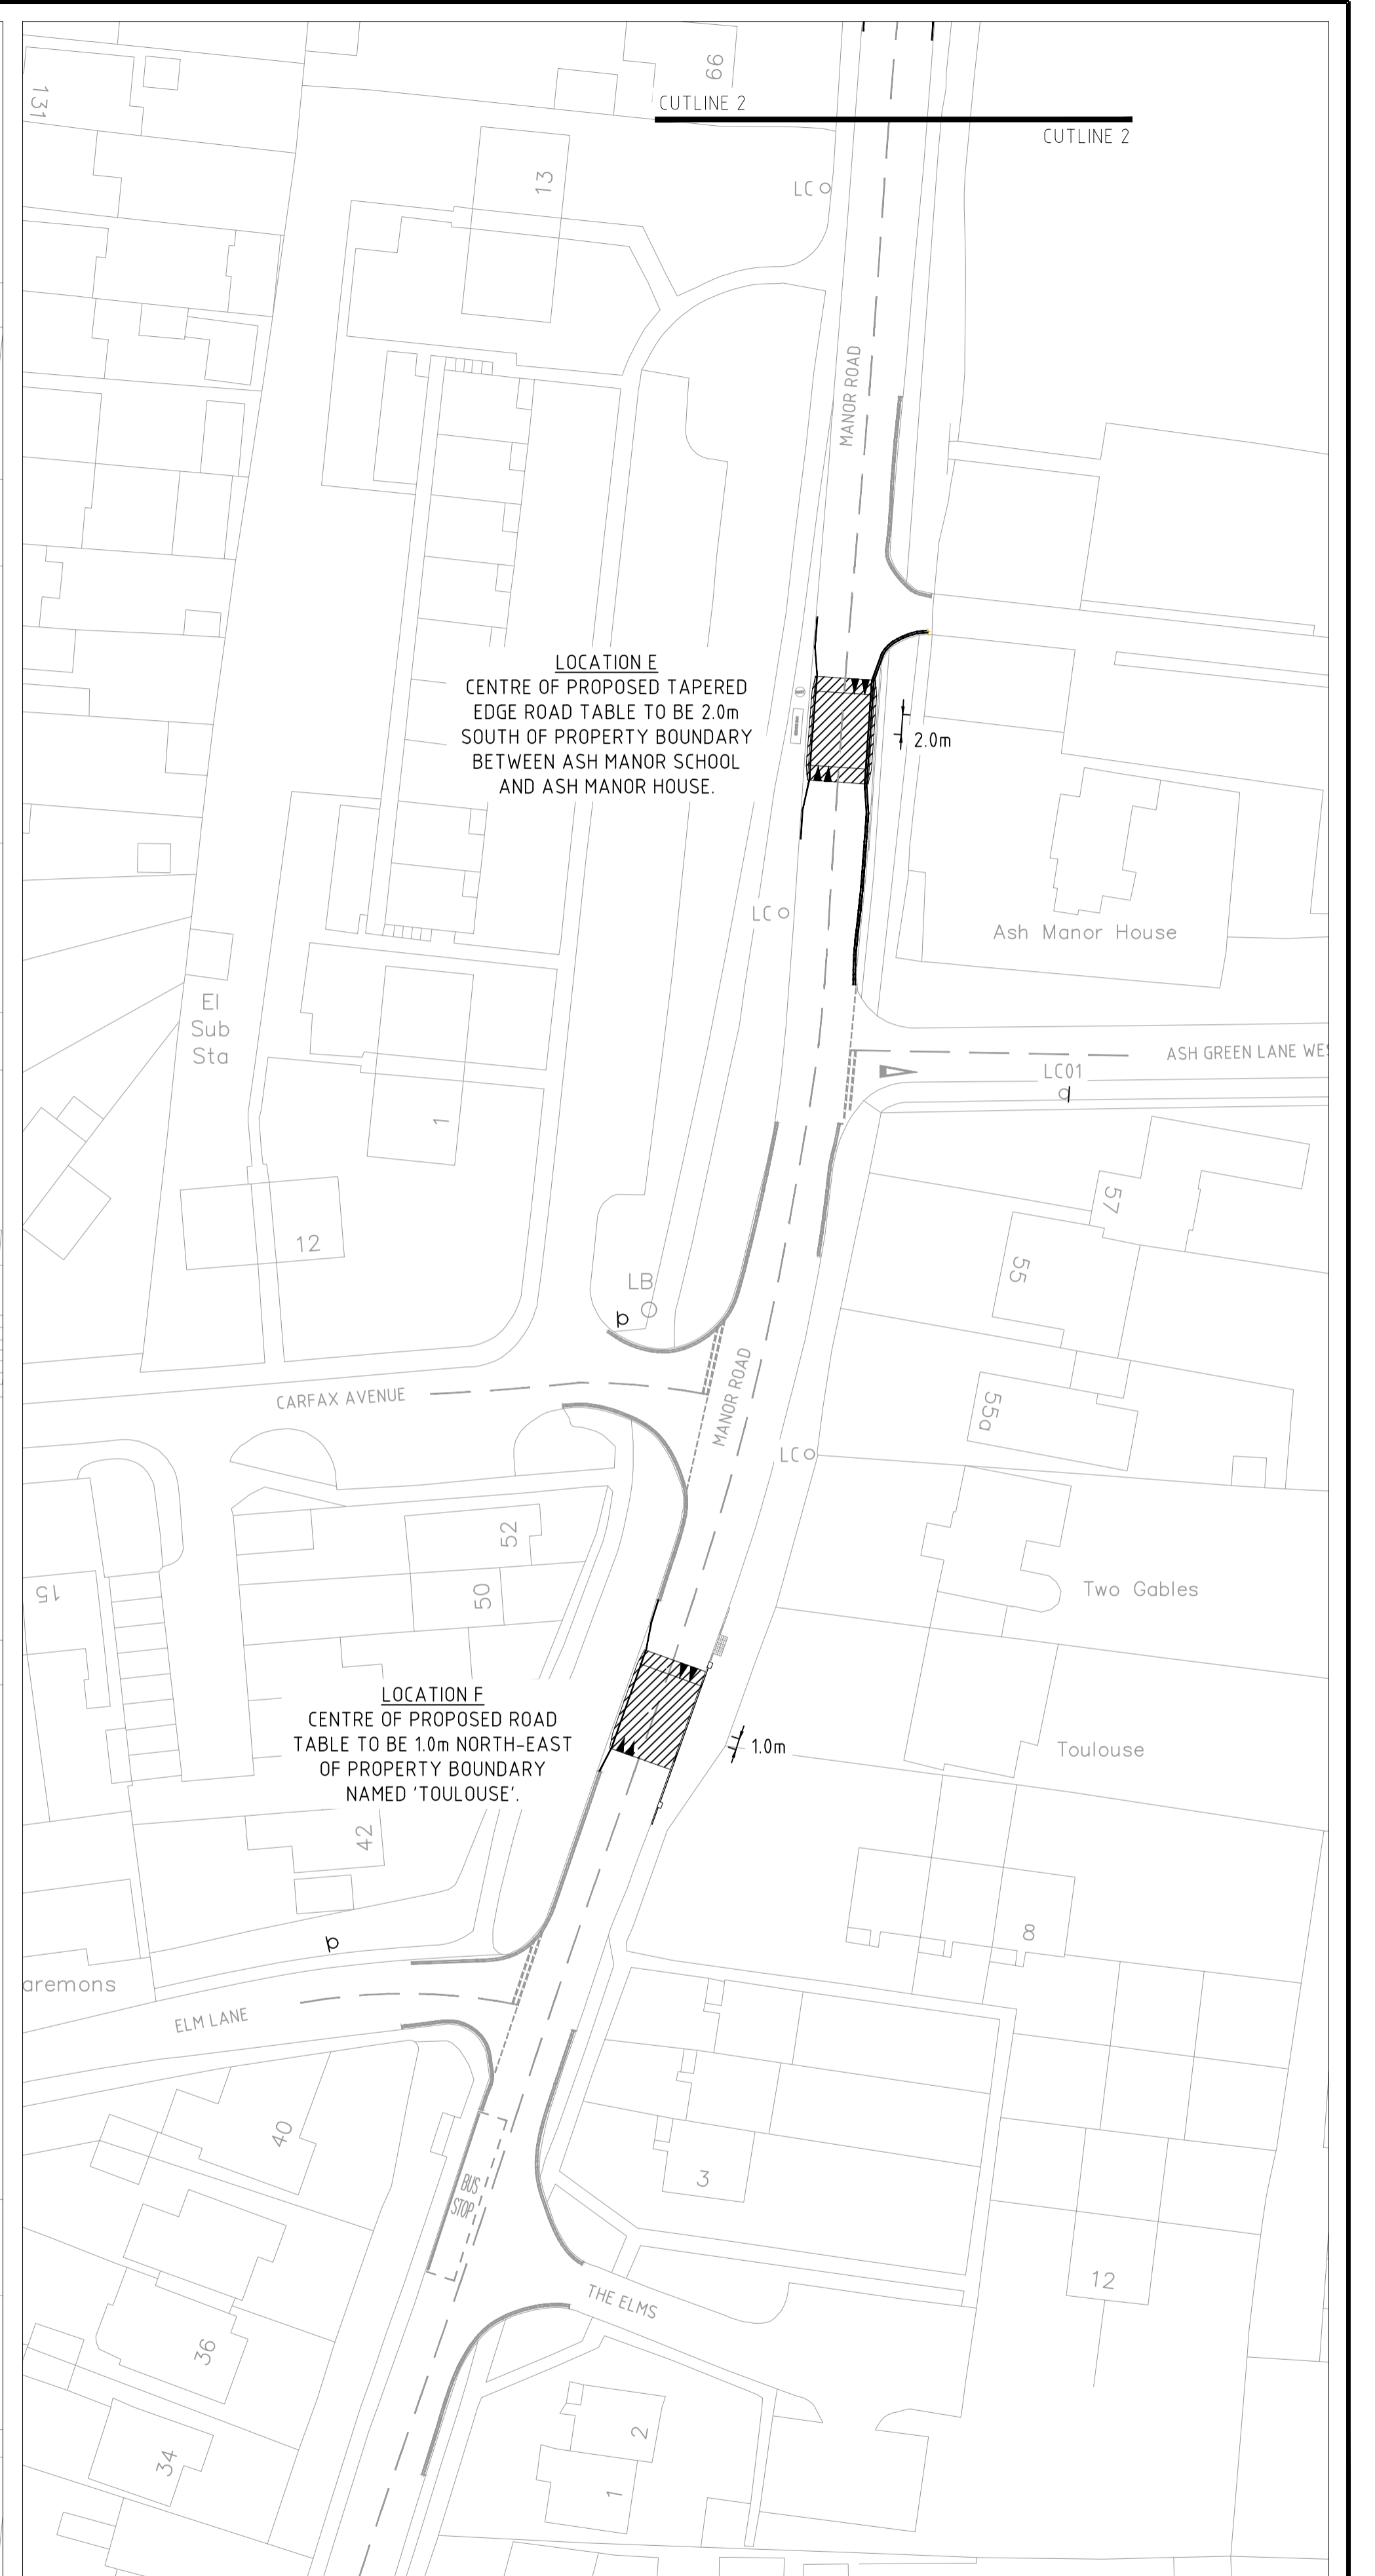 66
131
CUTLINE 2
CUTLINE 2
13
LC
MANOR ROAD
LOCATION E
CENTRE OF PROPOSED TAPERED
EDGE ROAD TABLE TO BE 2.0m
SOUTH OF PROPERTY BOUNDARY
BETWEEN ASH MANOR SCHOOL
AND ASH MANOR HOUSE.
2.0m
LC
Ash Manor House
El
Sub
Sta
ASH GREEN LANE WES
LC01
1
57
12
55
LB
CARFAX AVENUE
MANOR ROAD
55a
LC
52
50
15
Two Gables
LOCATION F
CENTRE OF PROPOSED ROAD
TABLE TO BE 1.0m NORTH-EAST
OF PROPERTY BOUNDARY
NAMED 'TOULOUSE'.
1.0m
Toulouse
42
8
aremons
ELM LANE
40
BUS
STOP
3
12
THE ELMS
36
34
2
1